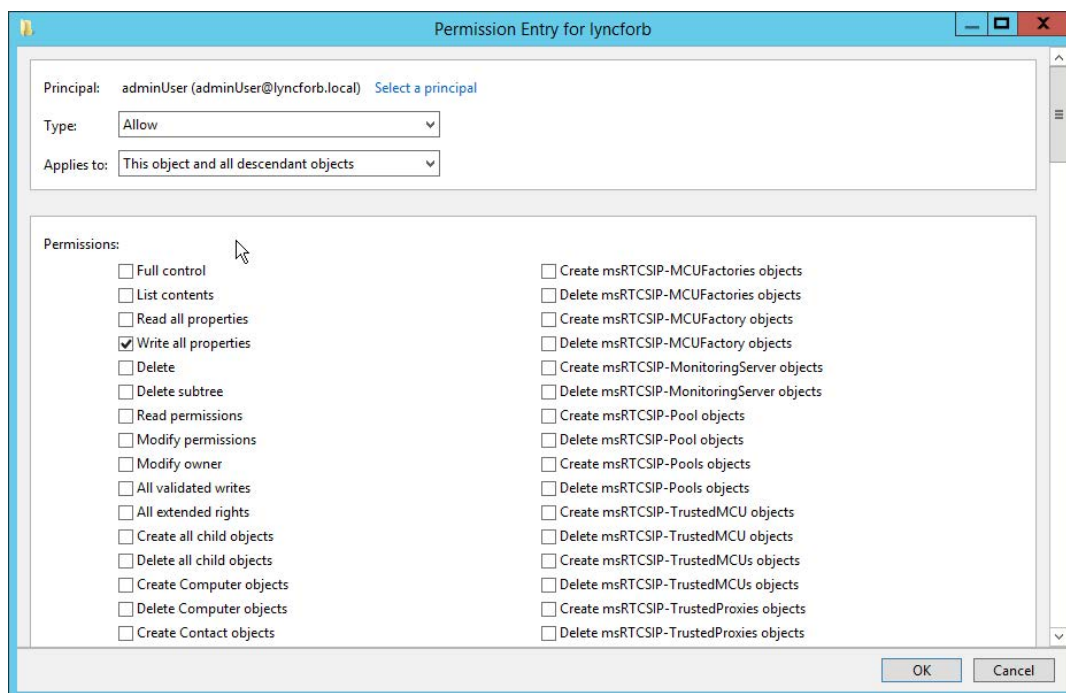 Permission Entry for lyncforb
Principal: adminUser (adminUser@lyncforb.local) Select a principal
Type: Allow
Applies to: This object and all descendant objects
Permissions:
Full control
List contents
Read all properties
Write all properties
Delete
Delete subtree
Read permissions
Modify permissions
Modify owner
All validated writes
All extended rights
Create all child objects
Delete all child objects
Create Computer objects
Delete Computer objects
Create Contact objects
Create msRTCSIP-MCUFactories objects
Delete msRTCSIP-MCUFactories objects
Create msRTCSIP-MCUFactory objects
Delete msRTCSIP-MCUFactory objects
Create msRTCSIP-MonitoringServer objects
Delete msRTCSIP-MonitoringServer objects
Create msRTCSIP-Pool objects
Delete msRTCSIP-Pool objects
Create msRTCSIP-Pools objects
Delete msRTCSIP-Pools objects
Create msRTCSIP-TrustedMCU objects
Delete msRTCSIP-TrustedMCU objects
Create msRTCSIP-TrustedMCUs objects
Delete msRTCSIP-TrustedMCUs objects
Create msRTCSIP-TrustedProxies objects
Delete msRTCSIP-TrustedProxies objects
OK Cancel